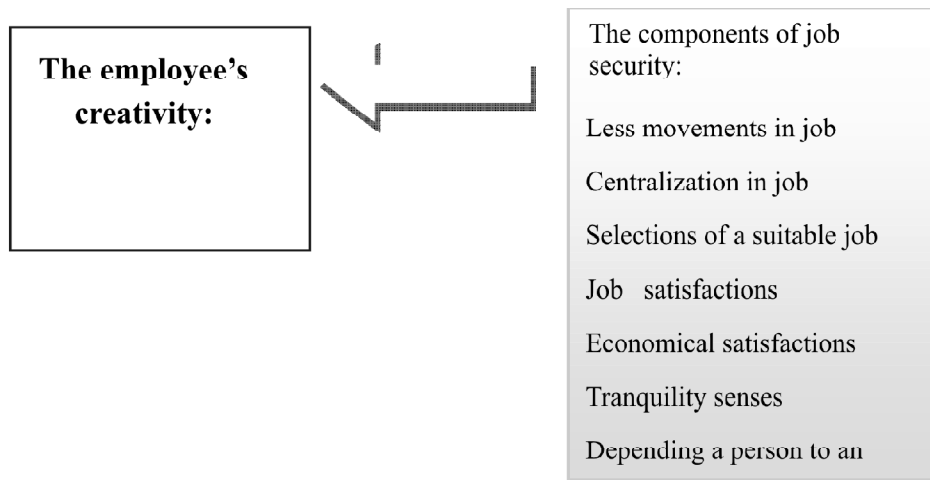 The employee's
creativity:
The components of job
security:
Less movements in job
Centralization in job
Selections of a suitable job
Job satisfactions
Economical satisfactions
Tranquility senses
Depending a person to an